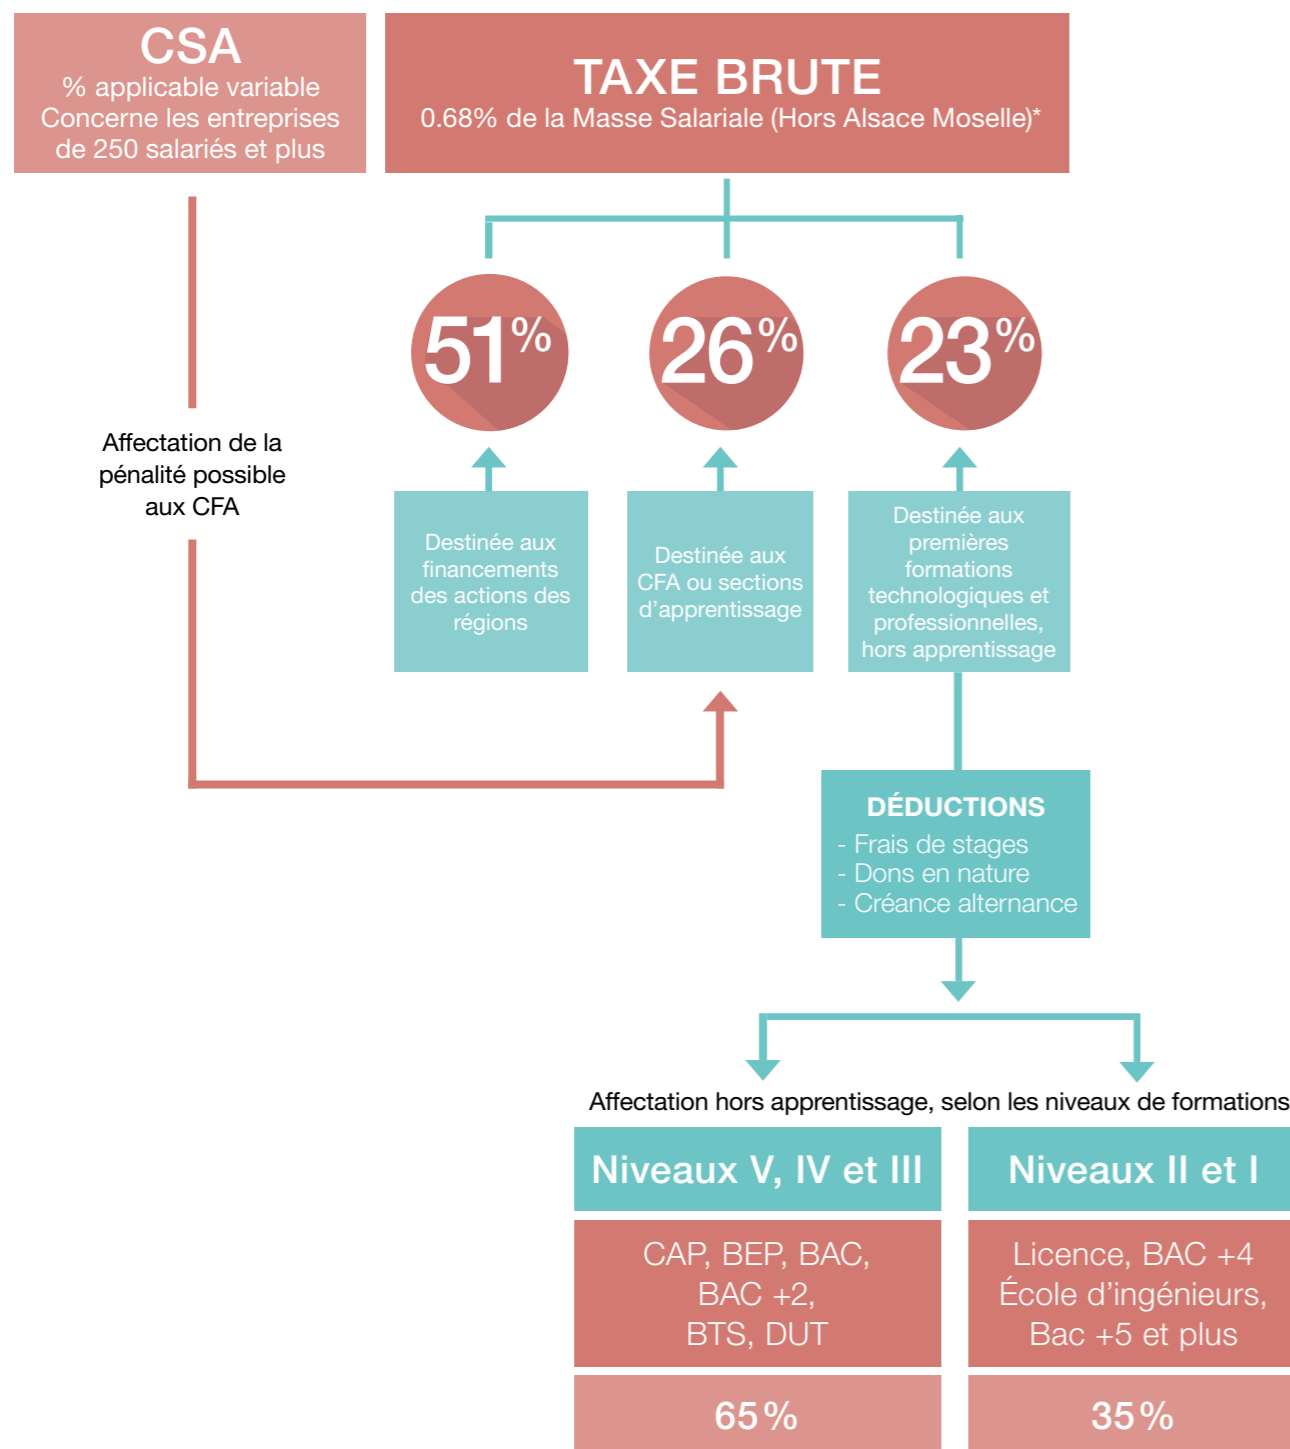 CSA
% applicable variable
Concerne les entreprises
de 250 salariés et plus
TAXE BRUTE
0.68% de la Masse Salariale (Hors Alsace Moselle)*
51%
26%
23%
Affectation de la
pénalité possible
aux CFA
Destinée aux
financements
des actions des
régions
Destinée aux
CFA ou sections
d’apprentissage
Destinée aux
premières
formations
technologiques et
professionnelles,
hors apprentissage
DÉDUCTIONS
- Frais de stages
- Dons en nature
- Créance alternance
Affectation hors apprentissage, selon les niveaux de formations
Niveaux V, IV et III
CAP, BEP, BAC,
BAC +2,
BTS, DUT
65%
Niveaux II et I
Licence, BAC +4
École d’ingénieurs,
Bac +5 et plus
35%